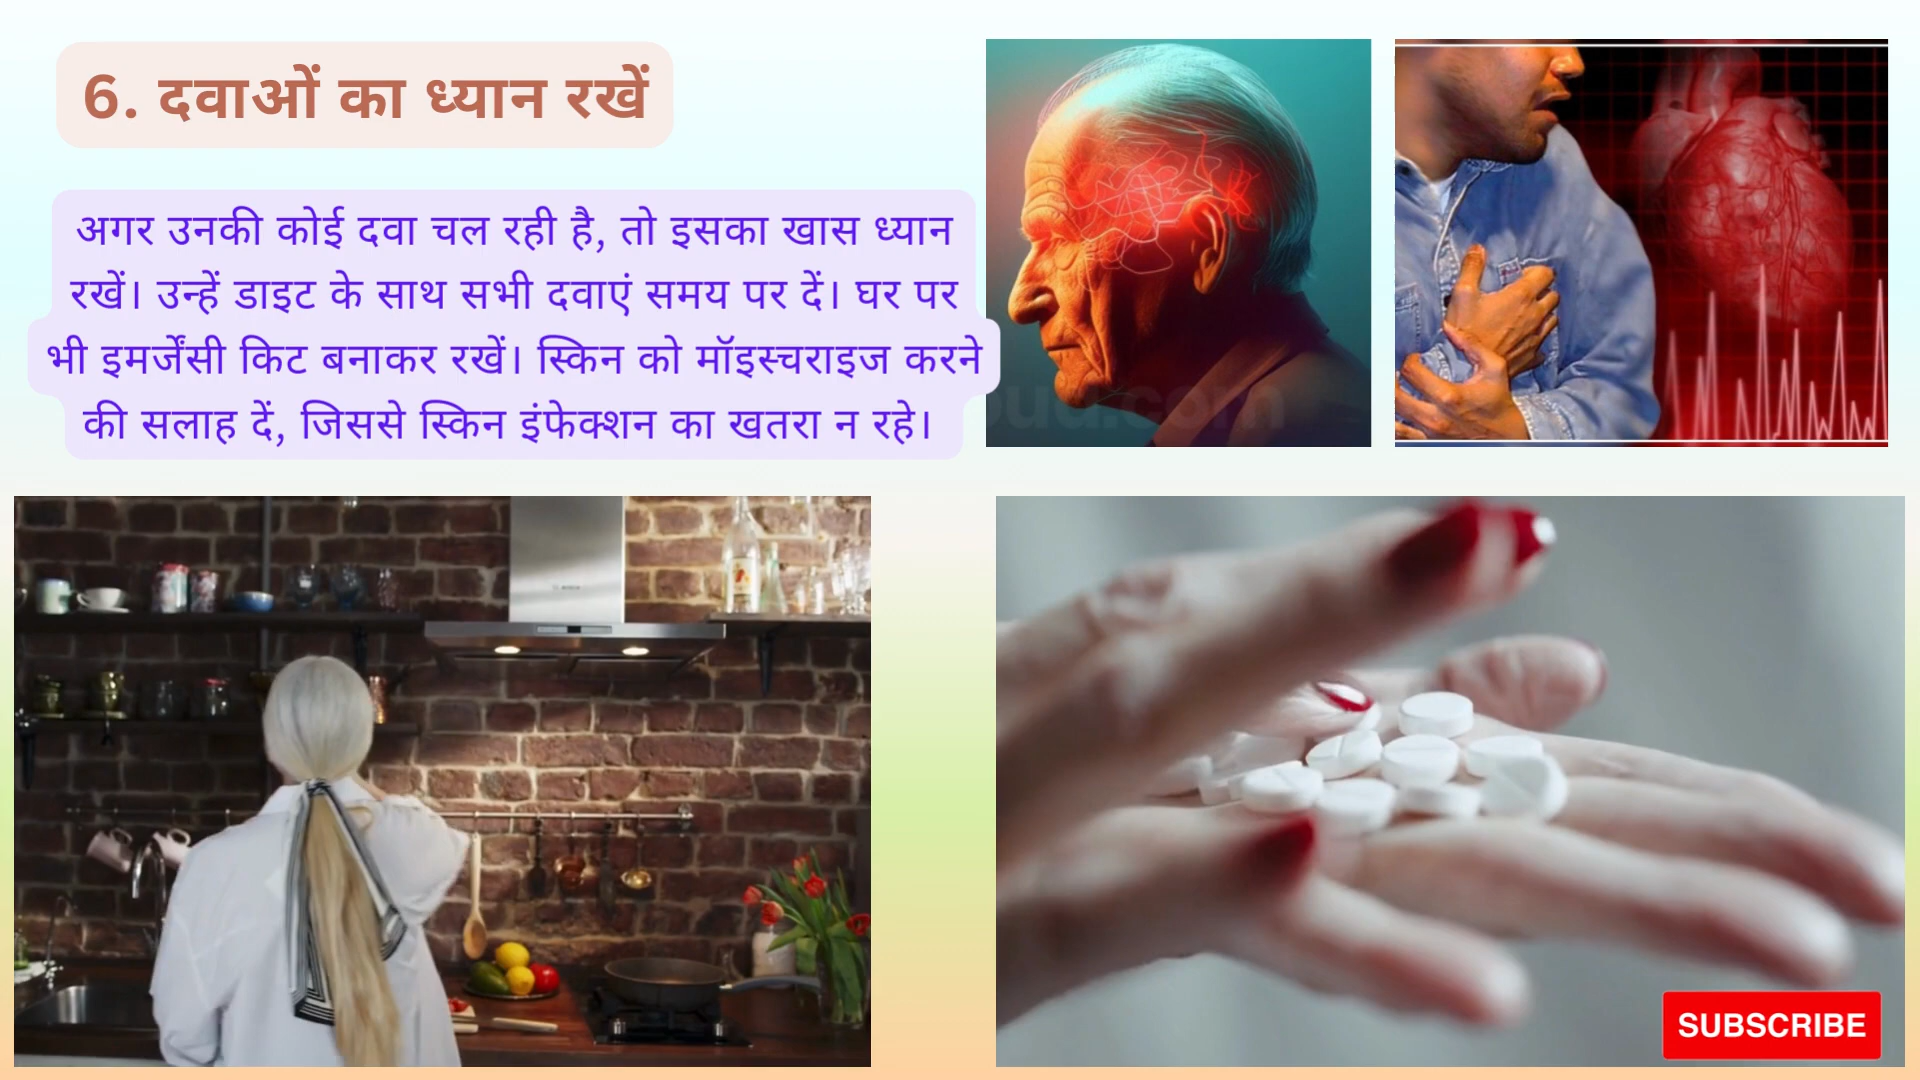 6. दवाओं का ध्यान रखें
अगर उनकी कोई दवा चल रही है, तो इसका खास ध्यान
रखें। उन्हें डाइट के साथ सभी दवाएं समय पर दें। घर पर
भी इमर्जेंसी किट बनाकर रखें। स्किन को मॉइस्चराइज करने
की सलाह दें, जिससे स्किन इंफेक्शन का खतरा न रहे।
SUBSCRIBE